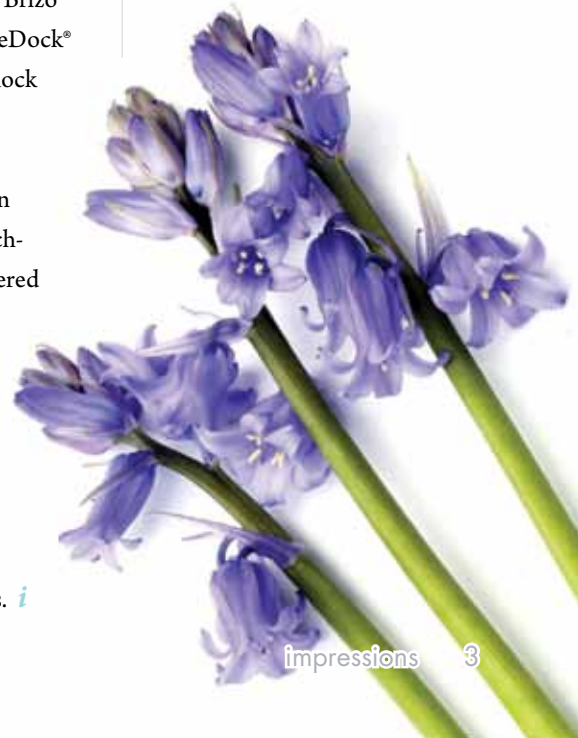 Brizo
eDock®
ock
n
ch-
ered
s. i
impressions 3